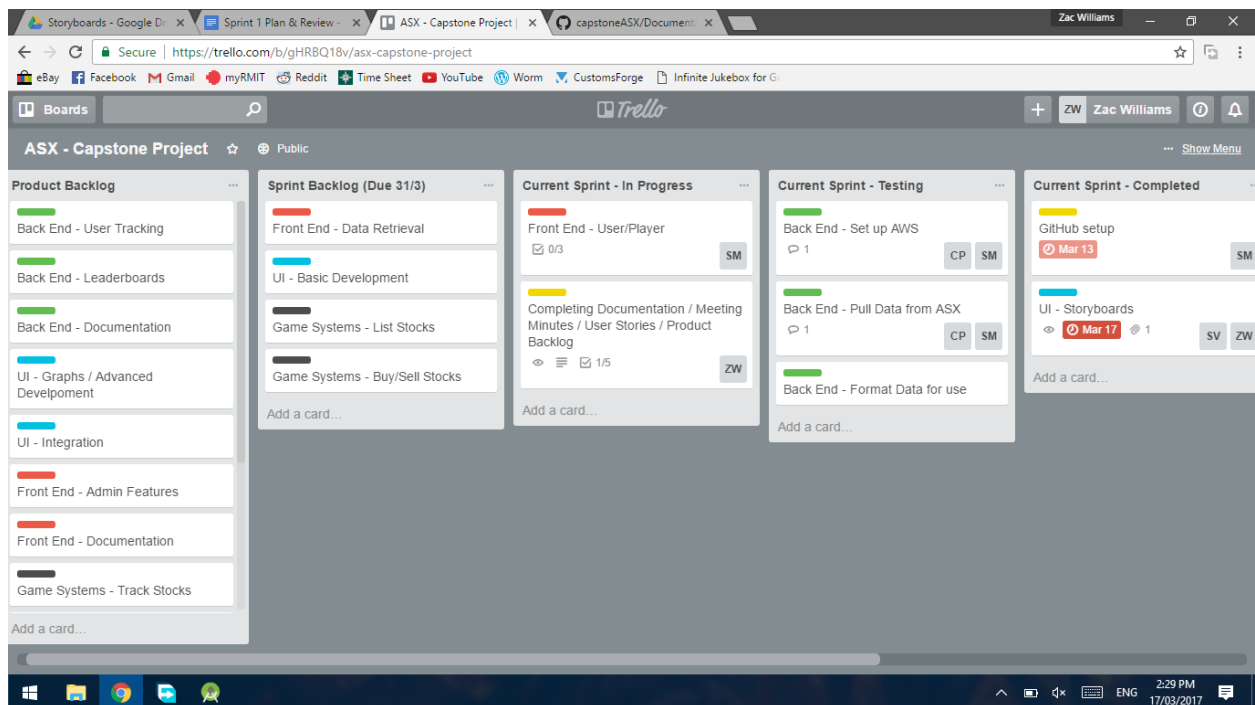 Storyboards - Google Dri
Sprint 1 Plan & Review -
ASX - Capstone Project |
capstoneASX/Documenta
Zac Williams
Secure | https://trello.com/b/gHRBQ18v/asx-capstone-project
eBay Facebook Gmail myRMIT Reddit Time Sheet YouTube Worm CustomsForge Infinite Jukebox for G
Boards
Trello
ZW Zac Williams
ASX - Capstone Project
Public
... Show Menu
Product Backlog
Back End - User Tracking
Back End - Leaderboards
Back End - Documentation
UI - Graphs / Advanced
Develpoment
UI - Integration
Front End - Admin Features
Front End - Documentation
Game Systems - Track Stocks
Add a card...
Sprint Backlog (Due 31/3)
Front End - Data Retrieval
UI - Basic Development
Game Systems - List Stocks
Game Systems - Buy/Sell Stocks
Add a card...
Current Sprint - In Progress
Front End - User/Player
0/3
SM
Completing Documentation / Meeting
Minutes / User Stories / Product
Backlog
1/5
ZW
Add a card...
Current Sprint - Testing
Back End - Set up AWS
1
CP SM
Back End - Pull Data from ASX
1
CP SM
Back End - Format Data for use
Add a card...
Current Sprint - Completed
GitHub setup
Mar 13
SM
UI - Storyboards
Mar 17 1
SV ZW
Add a card...
ENG
2:29 PM
17/03/2017